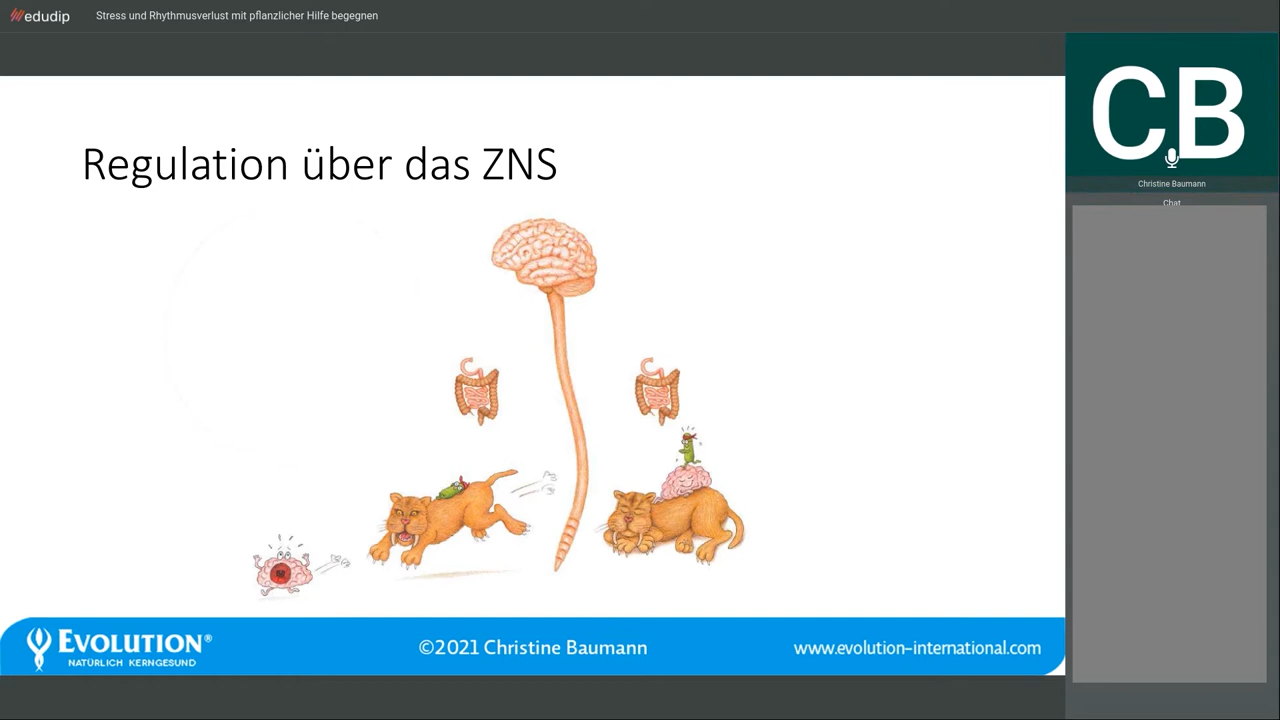 edudip
Stress und Rhythmusverlust mit pflanzlicher Hilfe begegnen
C B
Christine Baumann
Chat
Regulation über das ZNS
EVOLUTION®
NATÜRLICH KERNGESUND
©2021 Christine Baumann
www.evolution-international.com